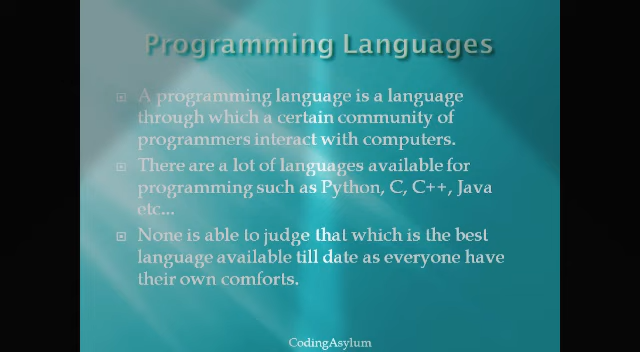 Programming Languages
A programming language is a language
through which a certain community of
programmers interact with computers.
There are a lot of languages available for
programming such as Python, C, C++, Java
etc...
None is able to judge that which is the best
language available till date as everyone have
their own comforts.
CodingAsylum